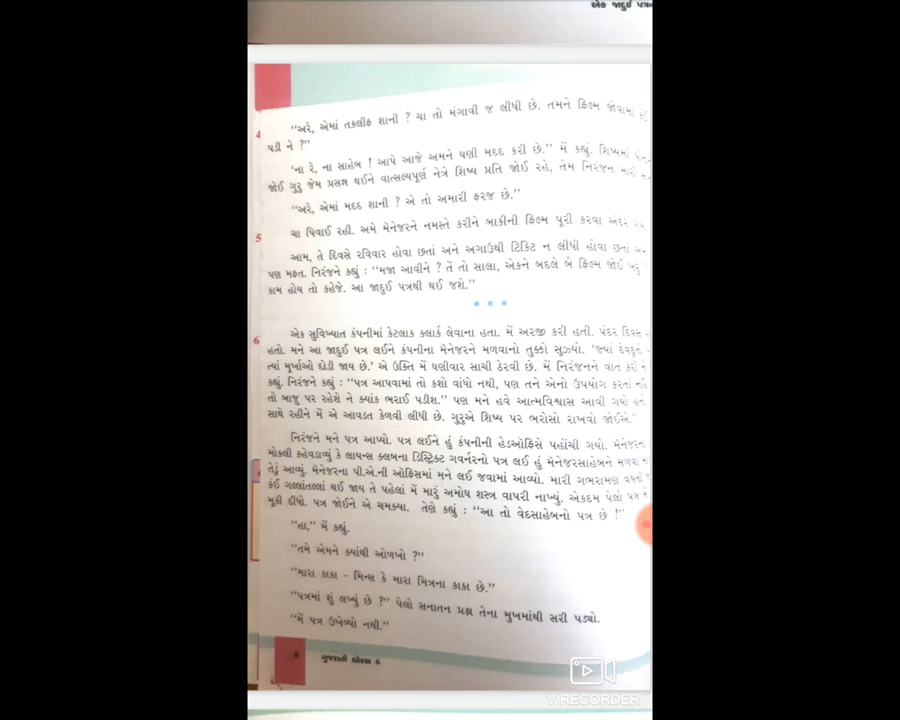 એક જાદુઈ
4
“અરે, એમાં તકલીફ શાની ? ચા તો મંગાવી જ લીધી છે. તમને ફિલ્મ જોવામાં
પડી ને ?”
‘ના રે, ના સાહેબ ! આપે આજે અમને ઘણી મદદ કરી છે.” મેં કહ્યું. શિષ્યમાં
જોઈ ગુરુ જેમ પ્રસન્ન થઈને વાત્સલ્યપૂર્ણ નેત્રે શિષ્ય પ્રતિ જોઈ રહે, તેમ નિરંજન મારી
“અરે, એમાં મદદ શાની ? એ તો અમારી ફરજ છે.”
ચા પિવાઈ રહી. અમે મૅનેજરને નમસ્તે કરીને બાકીની ફિલ્મ પૂરી કરવા અંદર
5
આમ, તે દિવસે રવિવાર હોવા છતાં અને અગાઉથી ટિકિટ ન લીધી હોવા છતાં
પણ મફત. નિરંજને કહ્યું : “મજા આવીને ? તેં તો સાલા, એકને બદલે બે ફિલ્મ જોઈ
કામ હોય તો કહેજે. આ જાદુઈ પત્રથી થઈ જશે.”
* * *
6
એક સુવિખ્યાત કંપનીમાં કેટલાક ક્લાર્ક લેવાના હતા. મેં અરજી કરી હતી. પંદર દિવસ
હતો. મને આ જાદુઈ પત્ર લઈને કંપનીના મૅનેજરને મળવાનો તુક્કો સૂઝ્યો. ‘જ્યાં દેવદૂતો
ત્યાં મૂર્ખાઓ દોડી જાય છે.’ એ ઉક્તિ મેં ઘણીવાર સાચી ઠેરવી છે. મેં નિરંજનને વાત કરી
કહ્યું. નિરંજને કહ્યું : “પત્ર આપવામાં તો કશો વાંધો નથી, પણ તને એનો ઉપયોગ કરતાં નહિ
તો બાજુ પર રહેશે ને ક્યાંક ભરાઈ પડીશ.” પણ મને હવે આત્મવિશ્વાસ આવી ગયો હતો
સાથે રહીને મેં એ આવડત કેળવી લીધી છે. ગુરુએ શિષ્ય પર ભરોસો રાખવો જોઈએ.”
નિરંજને મને પત્ર આપ્યો. પત્ર લઈને હું કંપનીની હેડઑફિસે પહોંચી ગયો. મૅનેજરના
મોકલી કહેવડાવ્યું કે લાયન્સ ક્લબના ડિસ્ટ્રિક્ટ ગવર્નરનો પત્ર લઈ હું મૅનેજરસાહેબને મળવા
તેડું આવ્યું. મૅનેજરના પી.એ.ની ઑફિસમાં મને લઈ જવામાં આવ્યો. મારી ગભરામણ વધતી
કંઈ ગલ્લાંતલ્લાં થઈ જાય તે પહેલાં મેં મારું અમોઘ શસ્ત્ર વાપરી નાખ્યું. એકદમ પેલો પત્ર મેં
મૂકી દીધો. પત્ર જોઈને એ ચમક્યા. તેણે કહ્યું : “આ તો વેદસાહેબનો પત્ર છે !”
“હા,” મેં કહ્યું.
“તમે એમને ક્યાંથી ઓળખો ?”
“મારા કાકા - મિન્સ કે મારા મિત્રના કાકા છે.”
“પત્રમાં શું લખ્યું છે ?” પેલો સનાતન પ્રશ્ન તેના મુખમાંથી સરી પડ્યો.
“મેં પત્ર ઉખેળ્યો નથી.”
8 ગુજરાતી ધોરણ 6
V RECORDER